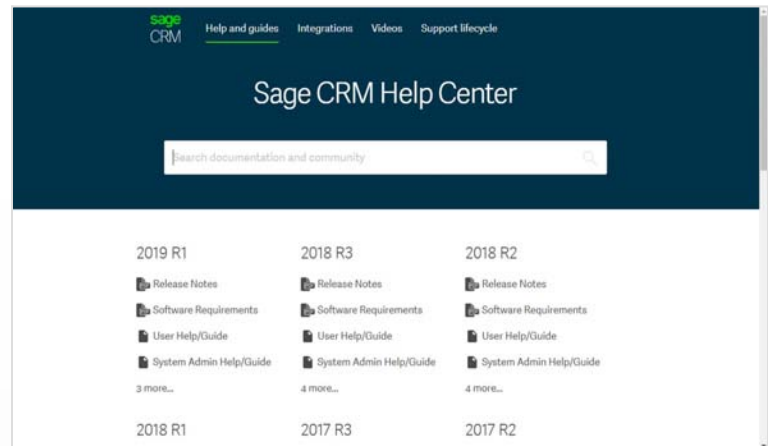 sage
CRM
Help and guides Integrations Videos Support lifecycle
Sage CRM Help Center
Search documentation and community
2019 R1 2018 R3 2018 R2
Release Notes Release Notes Release Notes
Software Requirements Software Requirements Software Requirements
User Help/Guide User Help/Guide User Help/Guide
System Admin Help/Guide System Admin Help/Guide System Admin Help/Guide
3 more... 4 more... 4 more...
2018 R1 2017 R3 2017 R2